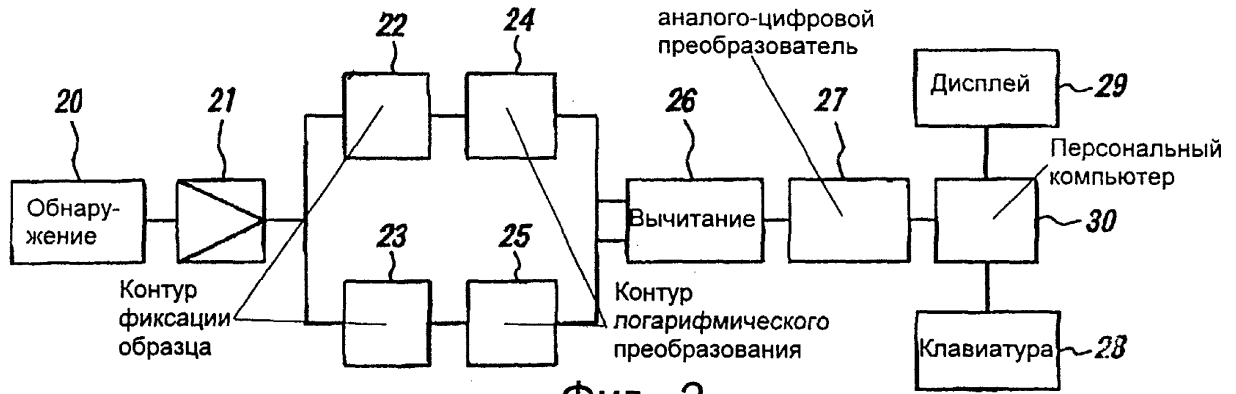 аналого-цифровой
преобразователь
22
24
20
21
26
27
Дисплей
29
Обнару-
жение
Вычитание
Персональный
компьютер
30
23
25
Контур
фиксации
образца
Контур
логарифмического
преобразования
Клавиатура
28